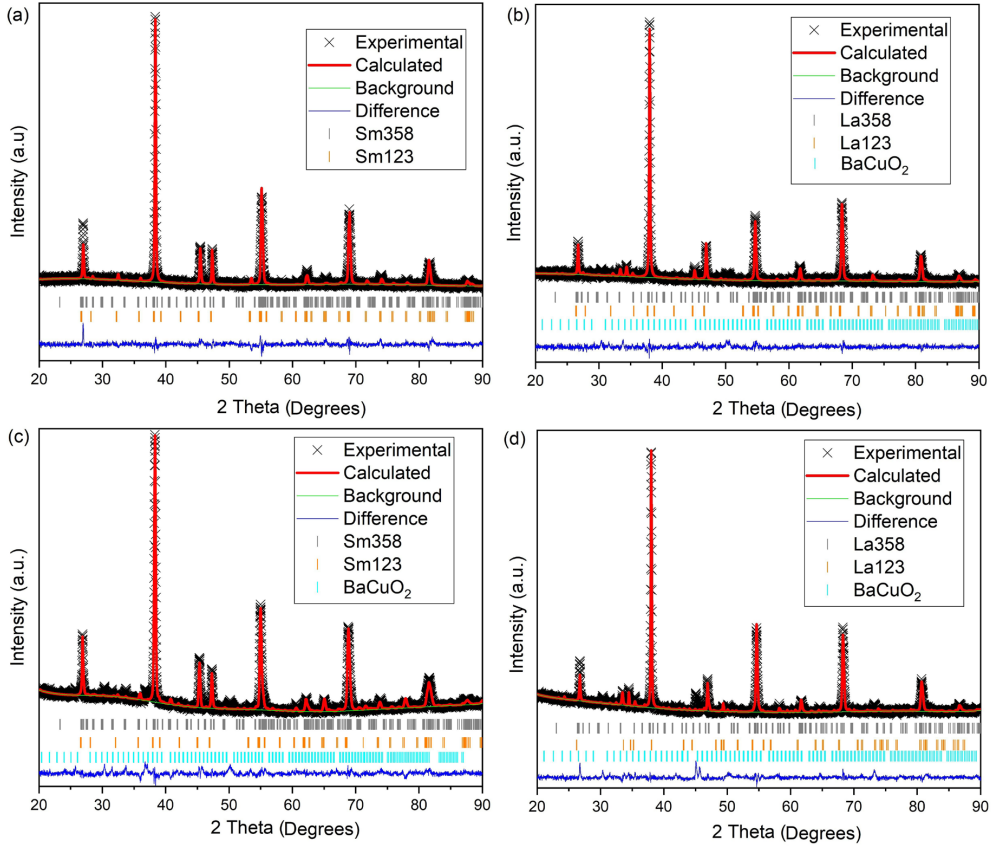 (a)
Experimental
Calculated
Background
Difference
Sm358
Sm123
Intensity (a.u)
20 30 40 50 60 70 80 90
2 Theta (Degrees)
(b)
Experimental
Calculated
Background
Difference
La358
La123
BaCuO₂
Intensity (a.u.)
20 30 40 50 60 70 80 90
2 Theta (Degrees)
(c)
Experimental
Calculated
Background
Difference
Sm358
Sm123
BaCuO₂
Intensity (a.u.)
20 30 40 50 60 70 80 90
2 Theta (Degrees)
(d)
Experimental
Calculated
Background
Difference
La358
La123
BaCuO₂
Intensity (a.u.)
20 30 40 50 60 70 80 90
2 Theta (Degrees)